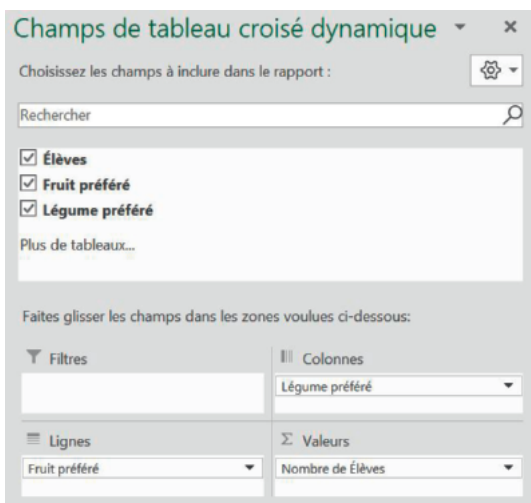 Champs de tableau croisé dynamique
Choisissez les champs à inclure dans le rapport :
Rechercher
Élèves
Fruit préféré
Légume préféré
Plus de tableaux...
Faites glisser les champs dans les zones voulues ci-dessous:
Filtres
Colonnes
Légume préféré
Lignes
Σ Valeurs
Fruit préféré
Nombre de Élèves